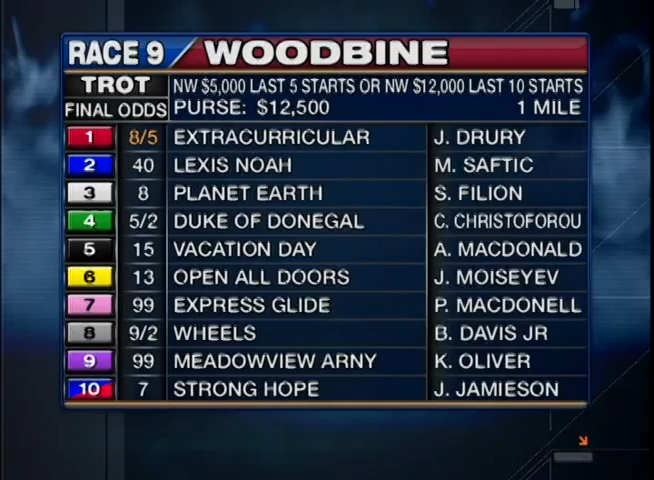 RACE 9 WOODBINE
TROT NW $5,000 LAST 5 STARTS OR NW $12,000 LAST 10 STARTS
FINAL ODDS PURSE: $12,500 1 MILE
1 8/5 EXTRACURRICULAR J. DRURY
2 40 LEXIS NOAH M. SAFTIC
3 8 PLANET EARTH S. FILION
4 5/2 DUKE OF DONEGAL C. CHRISTOFOROU
5 15 VACATION DAY A. MACDONALD
6 13 OPEN ALL DOORS J. MOISEYEV
7 99 EXPRESS GLIDE P. MACDONELL
8 9/2 WHEELS B. DAVIS JR
9 99 MEADOWVIEW ARNY K. OLIVER
10 7 STRONG HOPE J. JAMIESON